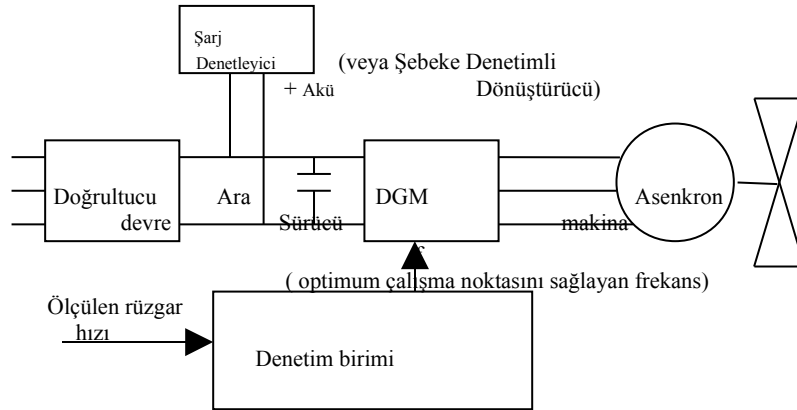 Şarj
Denetleyici
+ Akü
(veya Şebeke Denetimli
Dönüştürücü)
Doğrultucu
devre
Ara
Sürücü
DGM
makina
Asenkron
f
( optimum çalışma noktasını sağlayan frekans)
Ölçülen rüzgar
hızı
Denetim birimi